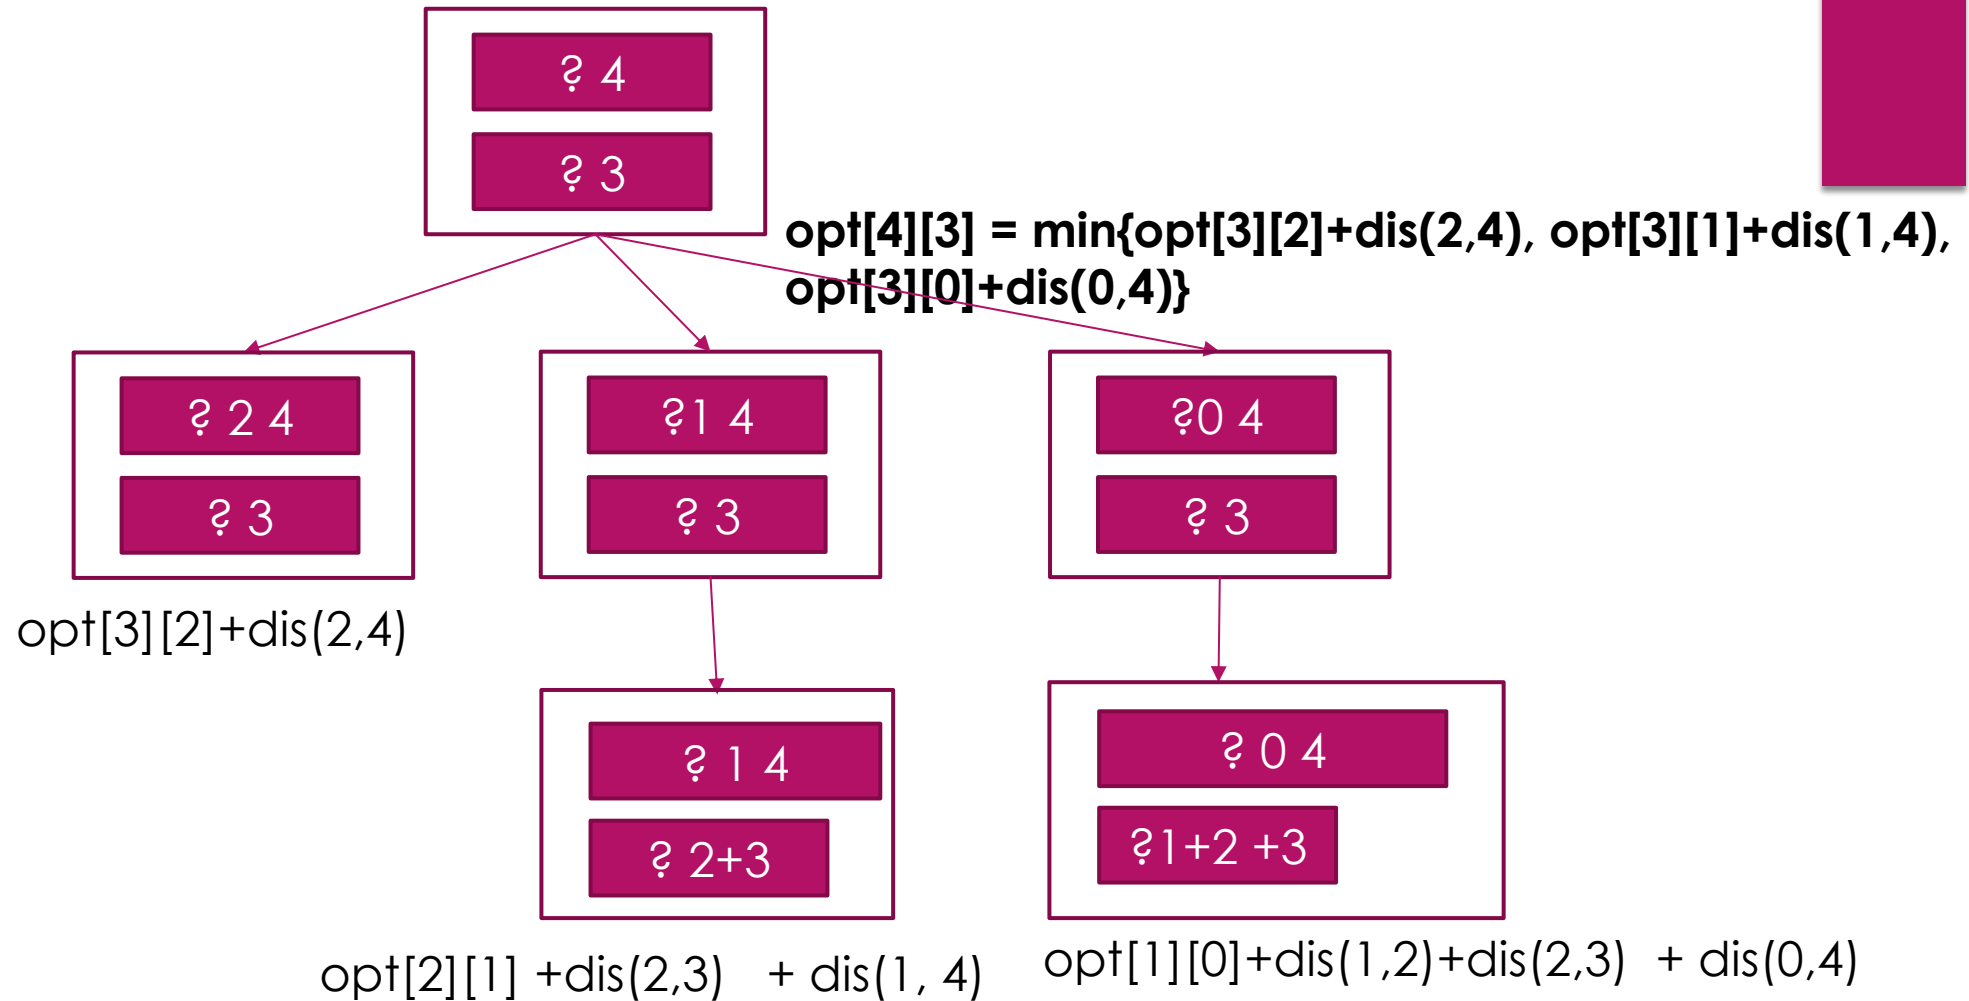 ? 4
? 3
opt[4][3] = min{opt[3][2]+dis(2,4), opt[3][1]+dis(1,4),
opt[3][0]+dis(0,4)}
? 2 4
? 3
?1 4
? 3
?0 4
? 3
opt[3][2]+dis(2,4)
? 1 4
? 2+3
? 0 4
?1+2 +3
opt[2][1] +dis(2,3) + dis(1, 4)
opt[1][0]+dis(1,2)+dis(2,3) + dis(0,4)